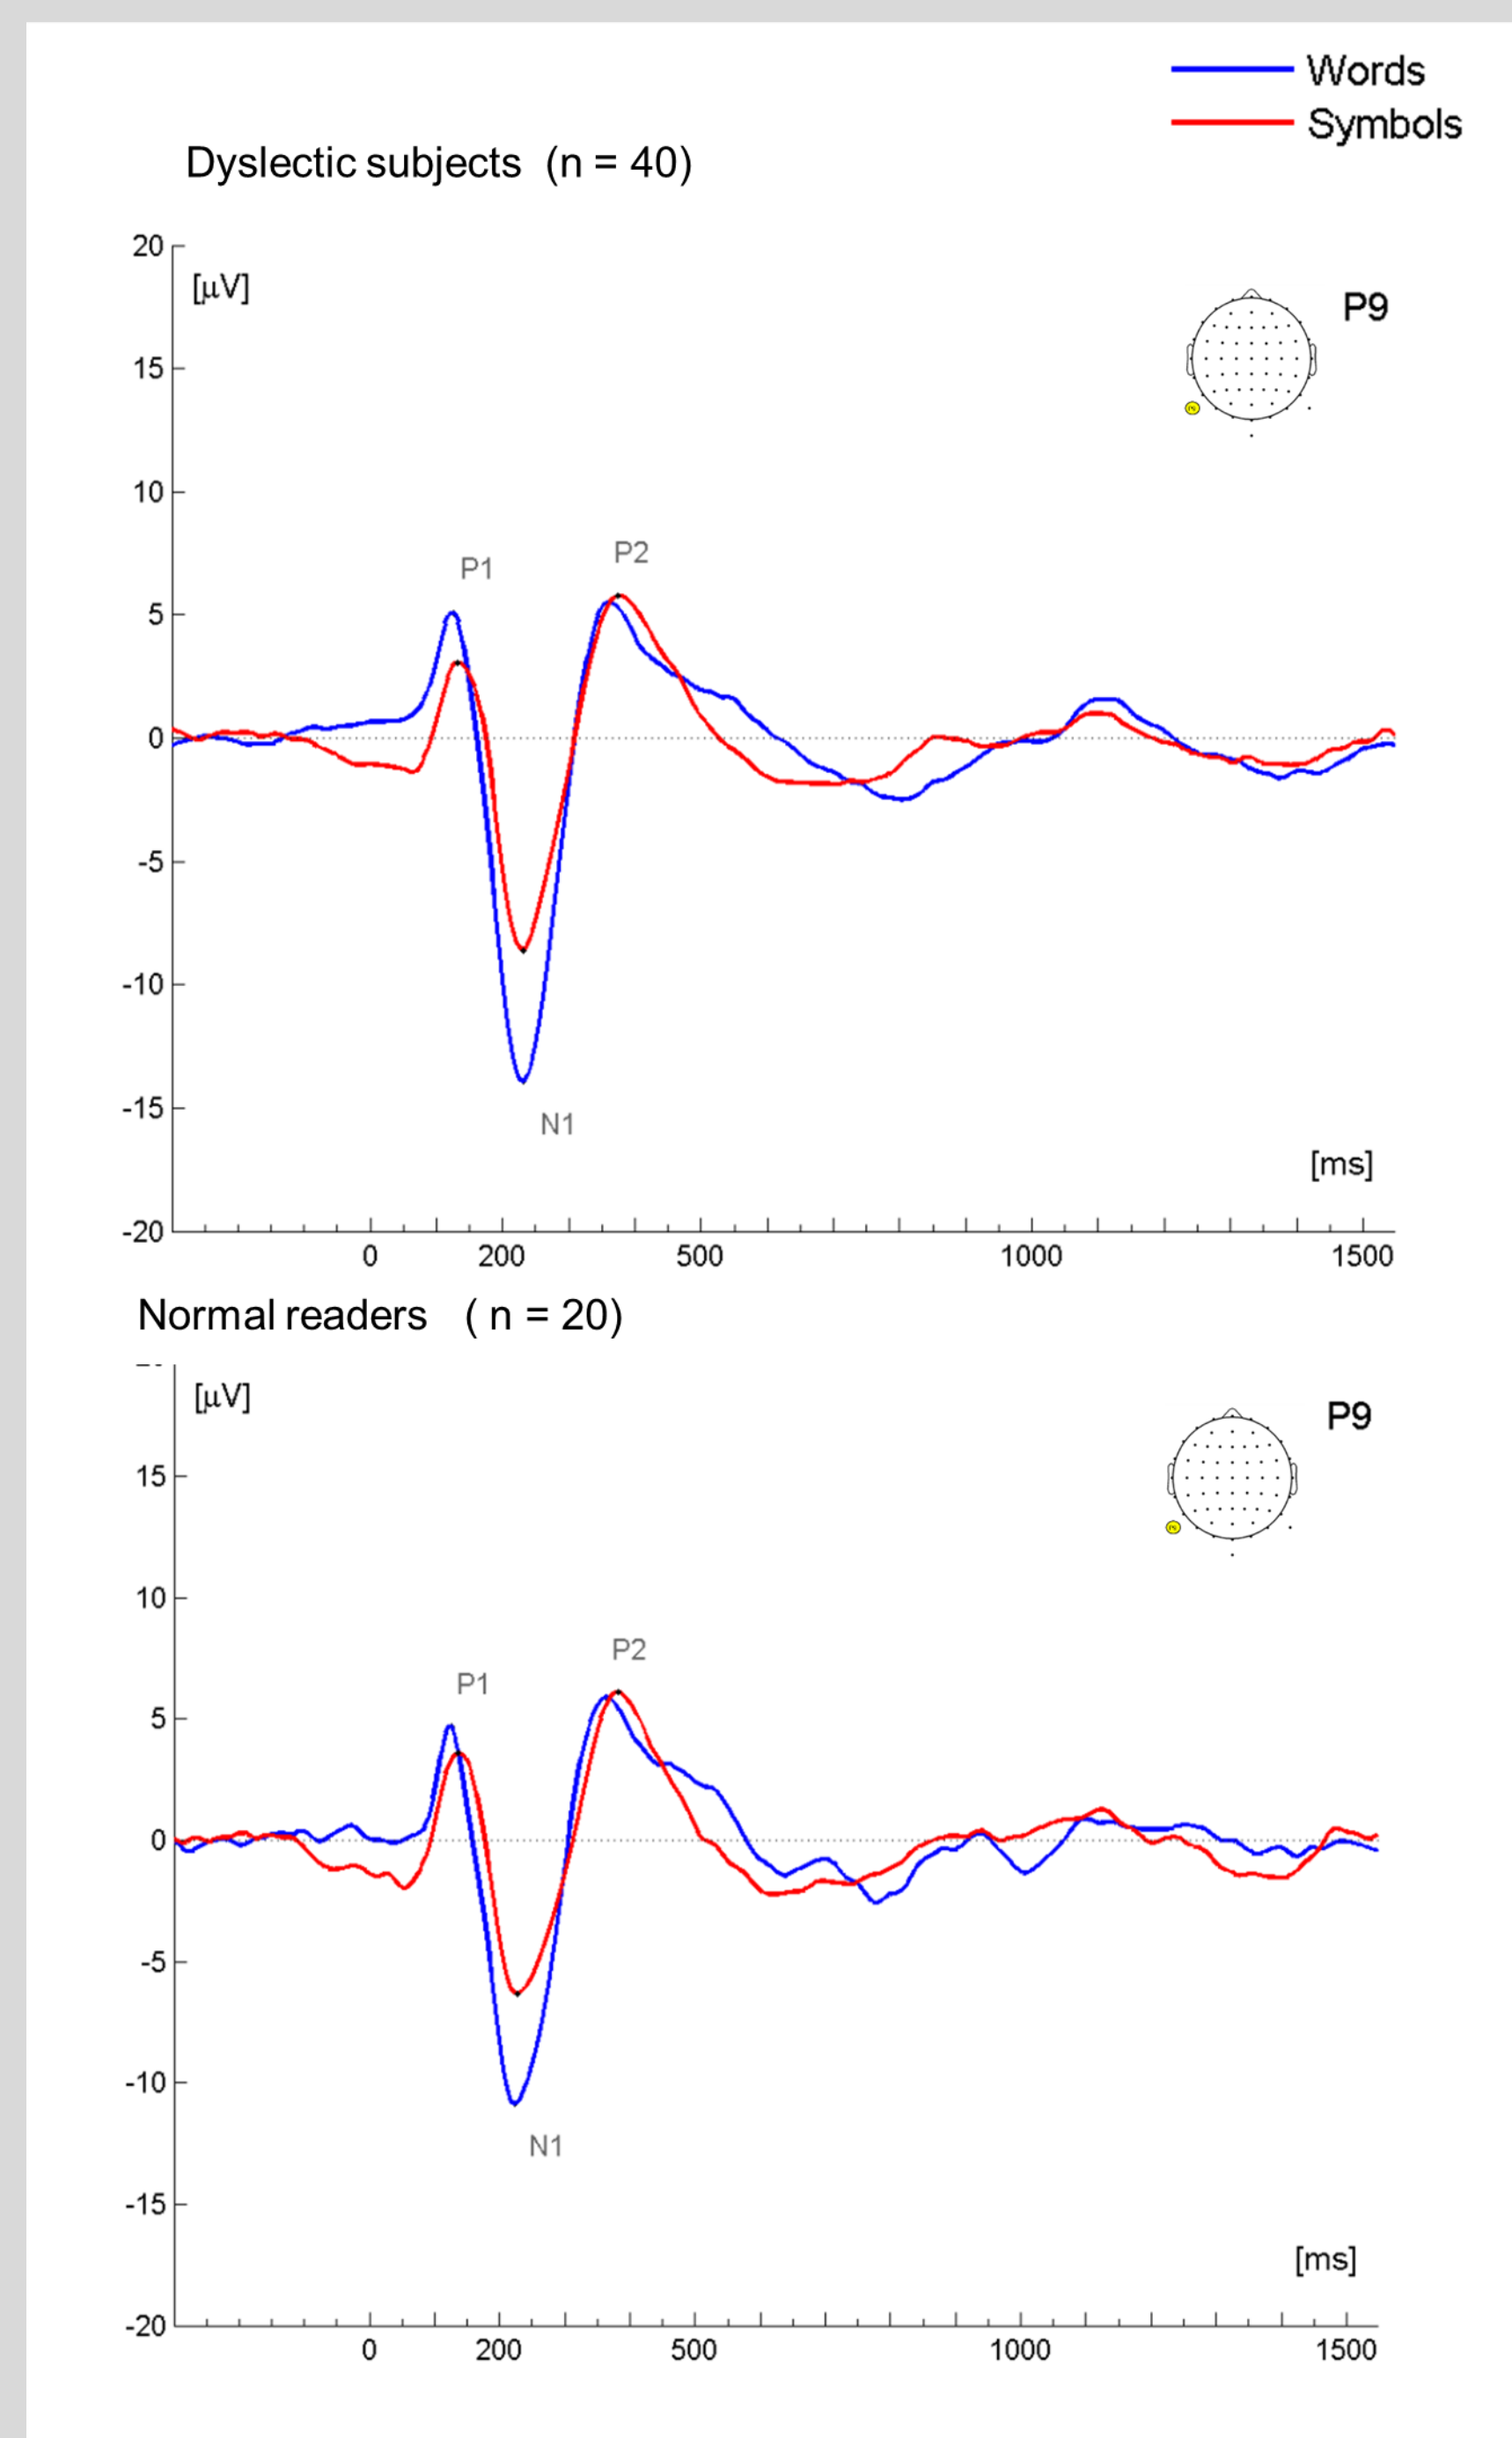 Words
Symbols
Dyslectic subjects (n = 40)
20
[µV]
P9
15
10
P1
P2
5
0
-5
-10
-15
N1
[ms]
-20
0 200 500 1000 1500
Normal readers ( n = 20)
[µV]
P9
15
10
P1
P2
5
0
-5
-10
N1
-15
[ms]
-20
0 200 500 1000 1500